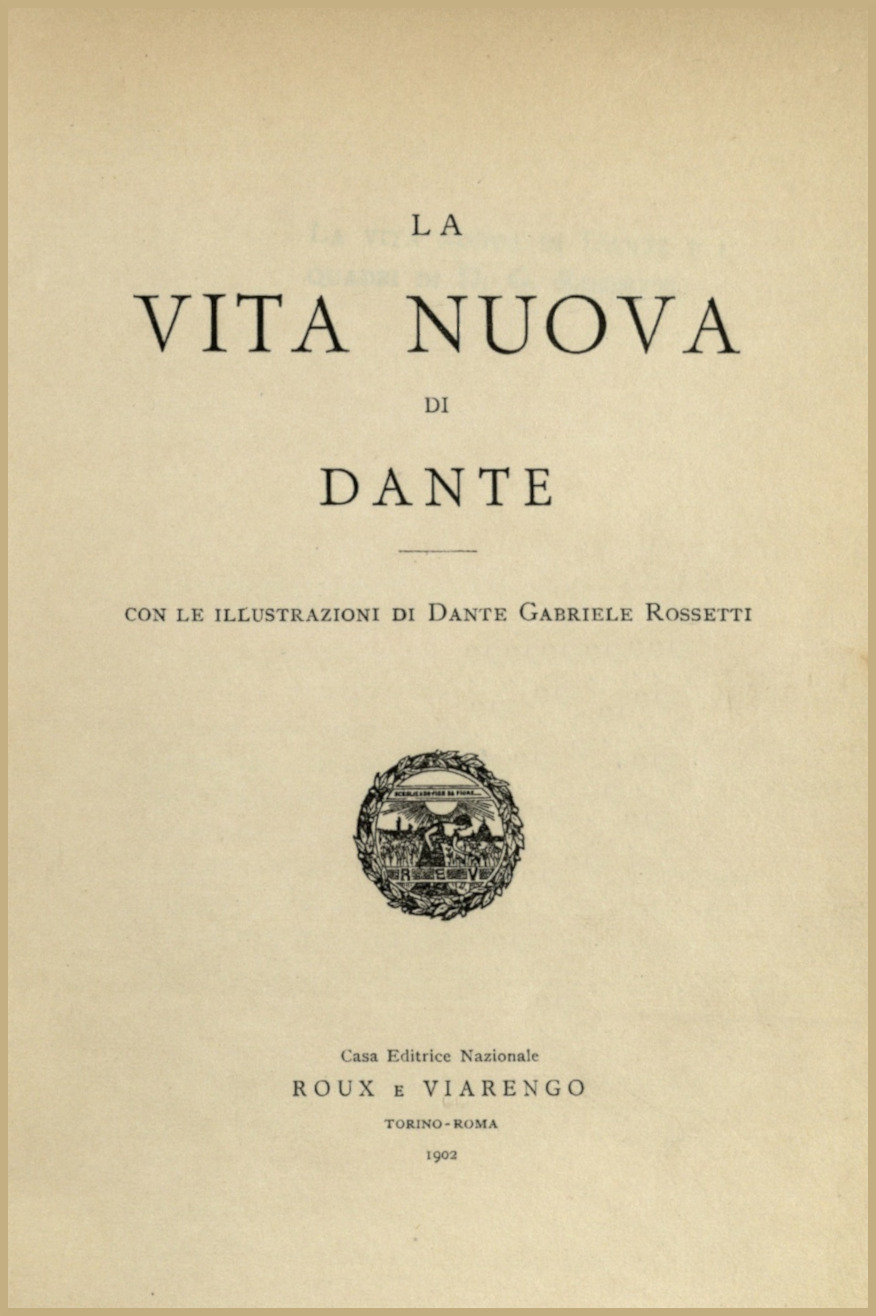 LA
VITA NUOVA
DI
DANTE
CON LE ILLUSTRAZIONI DI DANTE GABRIELE ROSSETTI
R E V
Casa Editrice Nazionale
ROUX E VIARENGO
TORINO-ROMA
1902